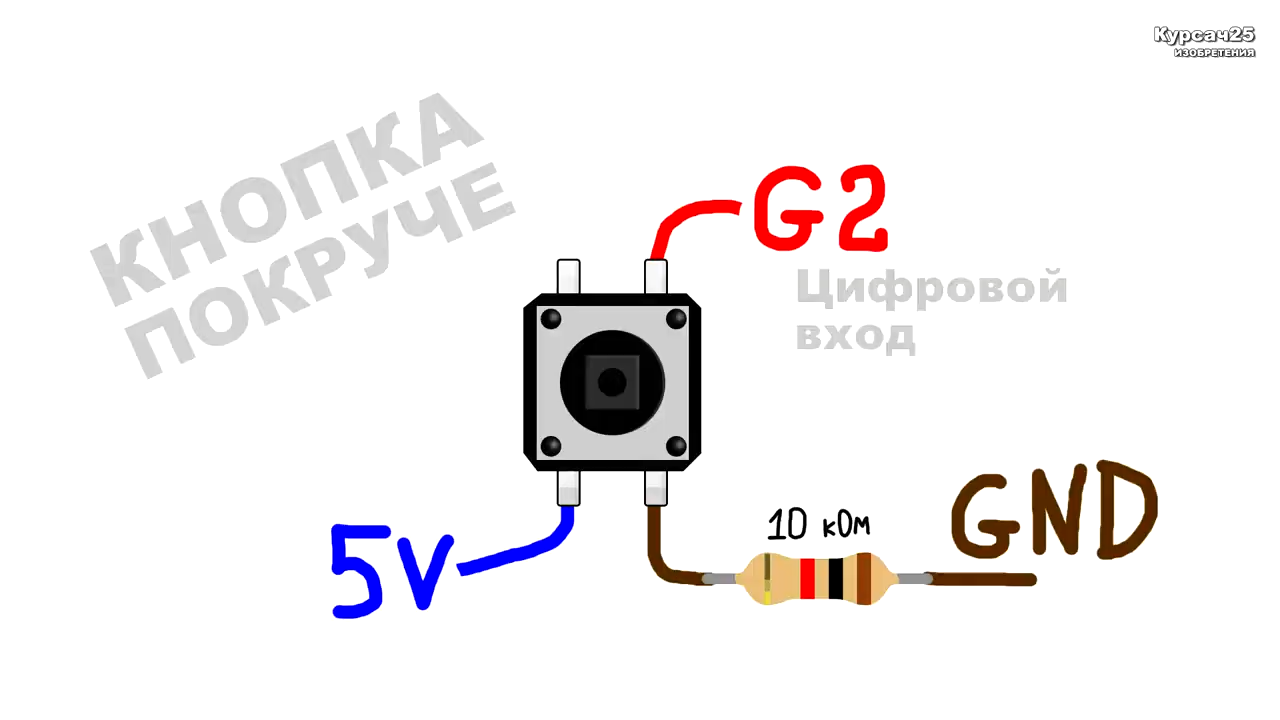 Курсач25
ИЗОБРЕТЕНИЯ
КНОПКА
ПОКРУЧЕ
G2
Цифровой
вход
5V
10 кОм
GND